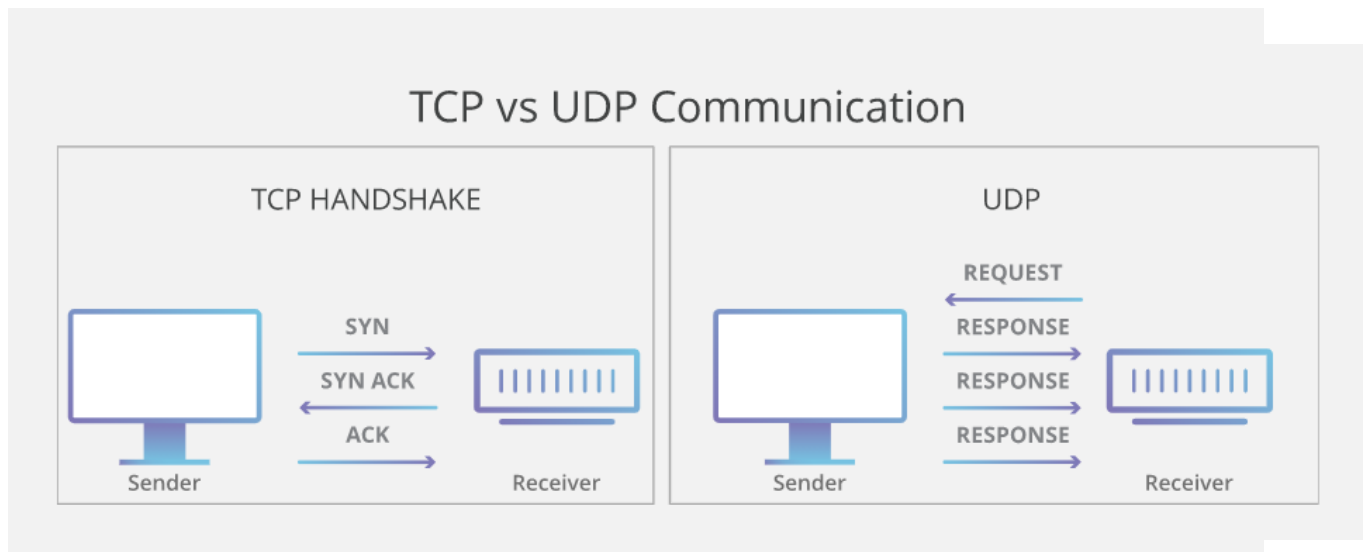 TCP vs UDP Communication
TCP HANDSHAKE
SYN
SYN ACK
ACK
Sender
Receiver
UDP
REQUEST
RESPONSE
RESPONSE
RESPONSE
Sender
Receiver